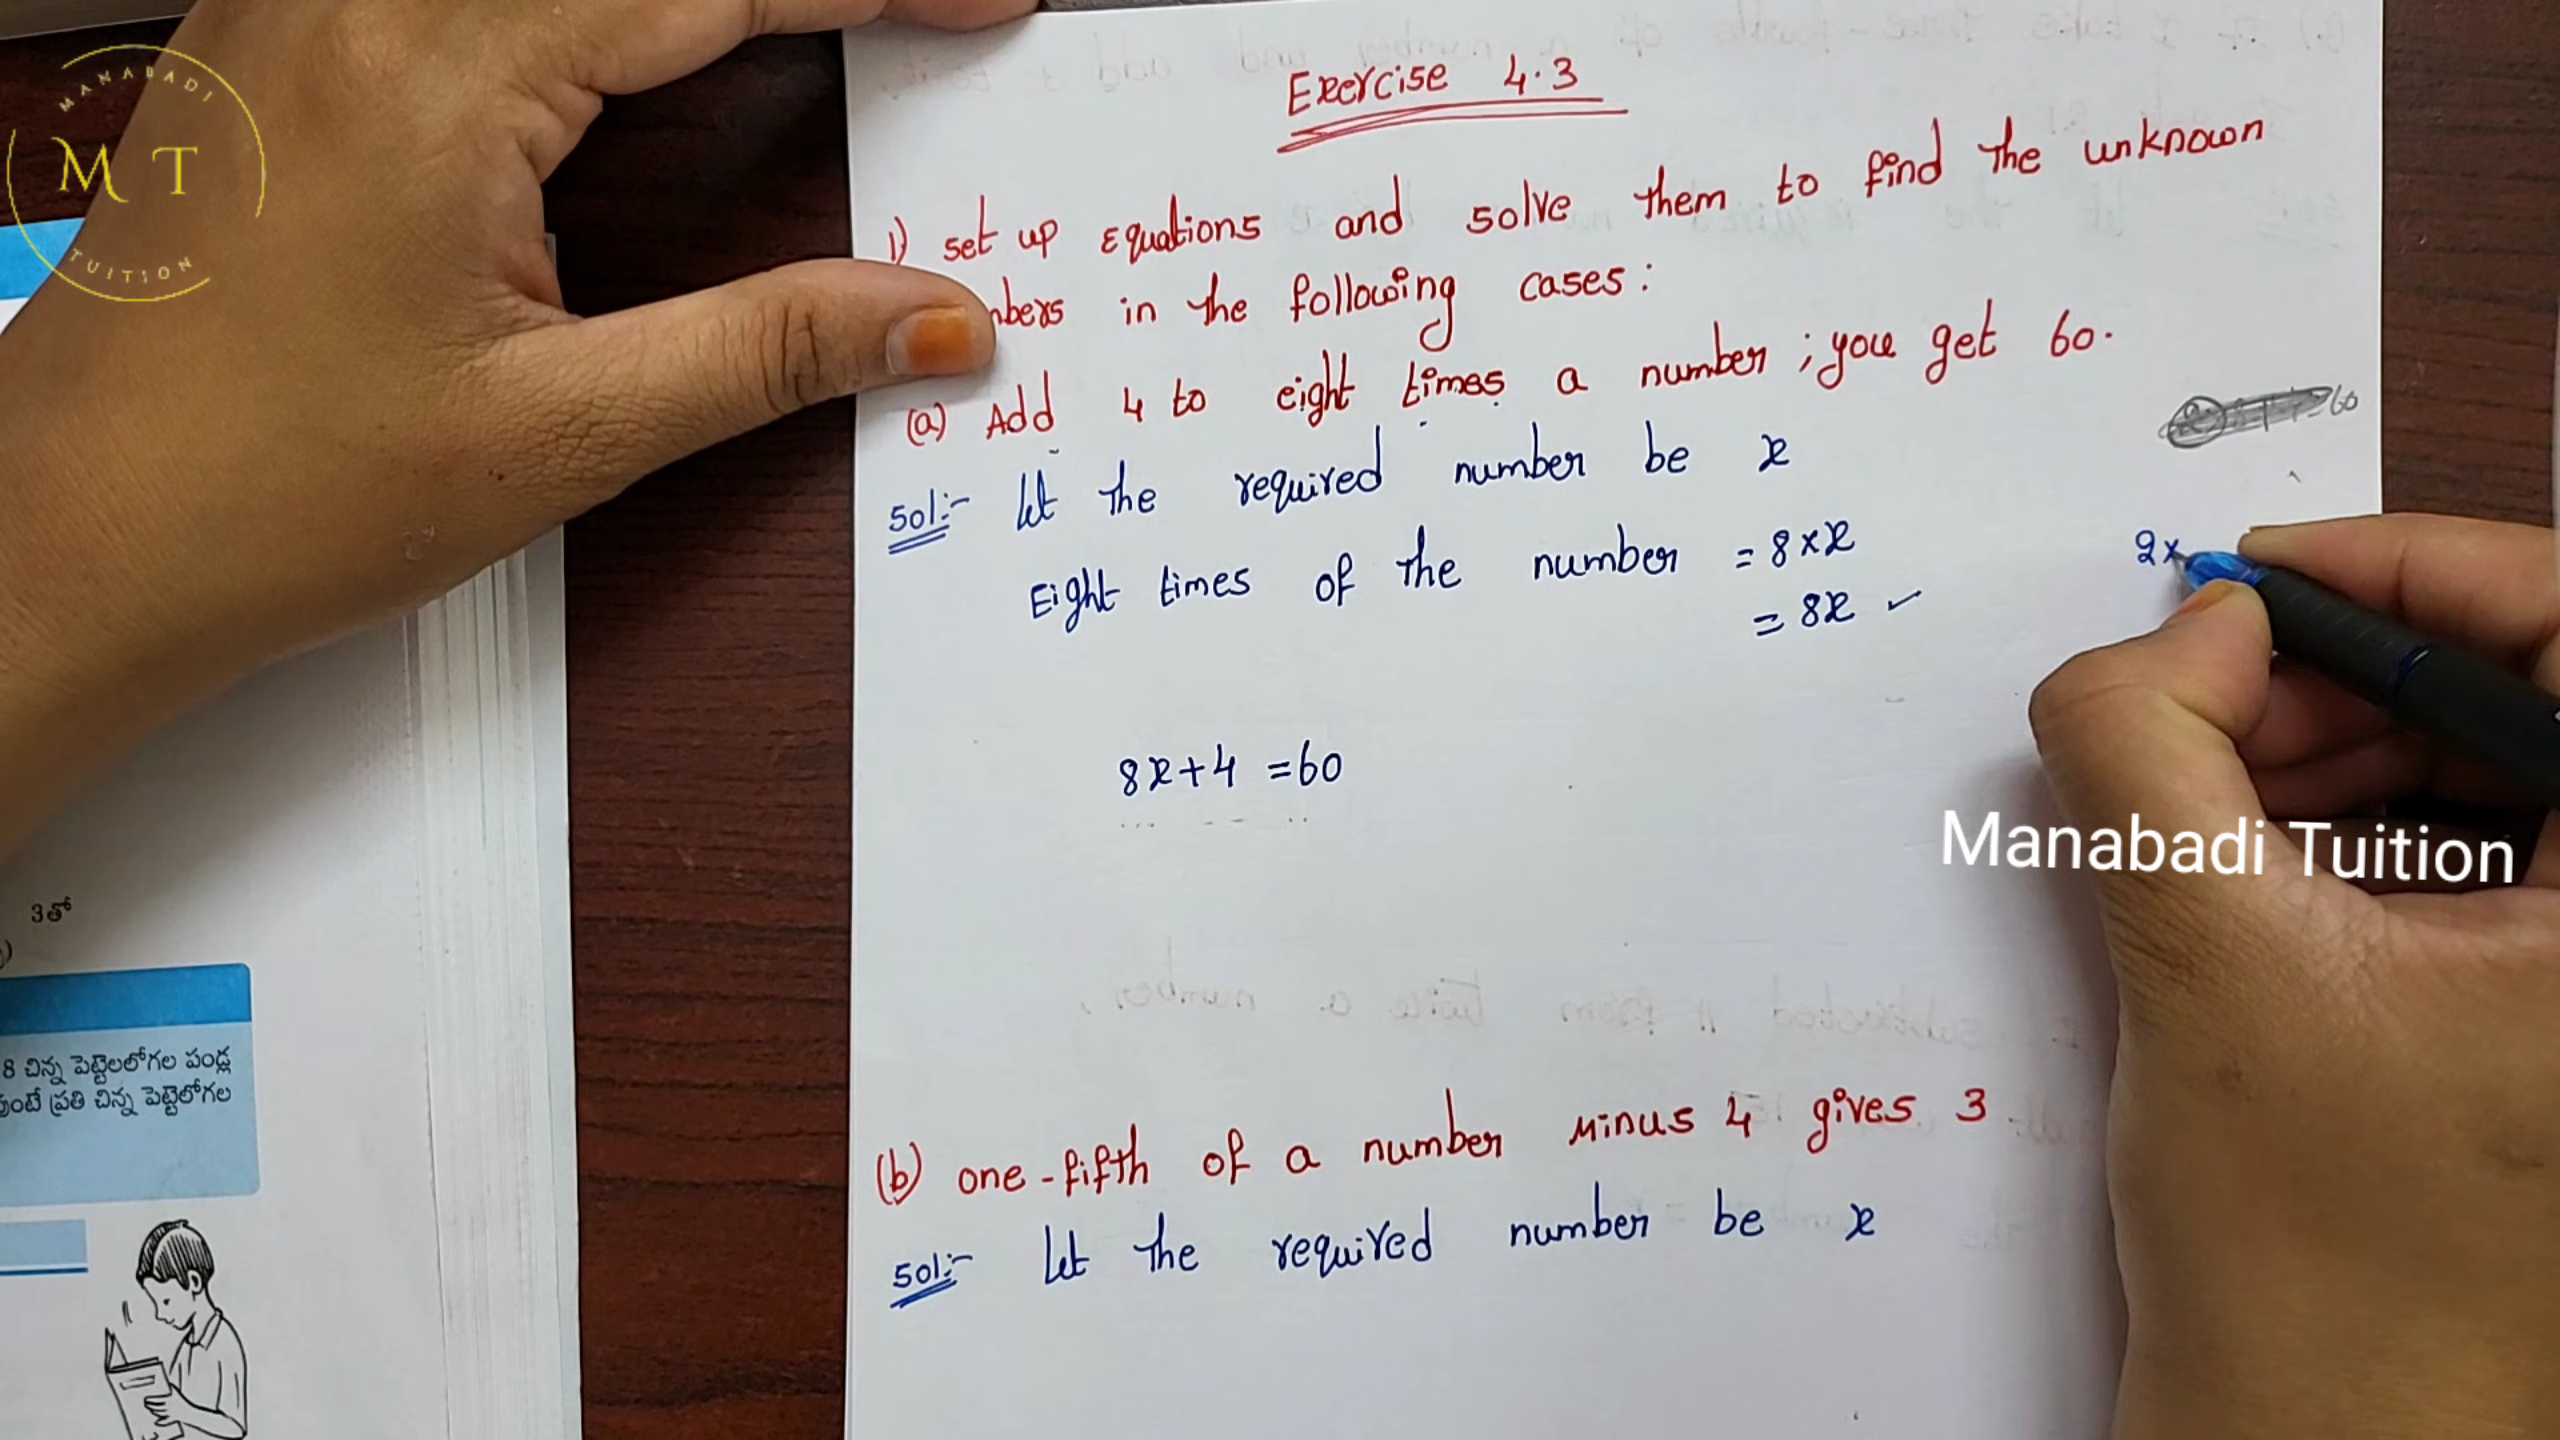 MANABADI
M T
TUITION
Exercise 4.3
1) set up Equations and solve them to find the unknown
nbers in the following cases:
(a) Add 4 to eight times a number; you get 60.
=60
Sol:- let the required number be x
Eight times of the number = 8×x
= 8x ✓
2×
8x+4 =60
Manabadi Tuition
(b) one-fifth of a number minus 4 gives 3
Sol:- let the required number be x
3తో
8 చిన్న పెట్టెలలోగల పండ్ల
వుంటే ప్రతి చిన్న పెట్టెలోగల